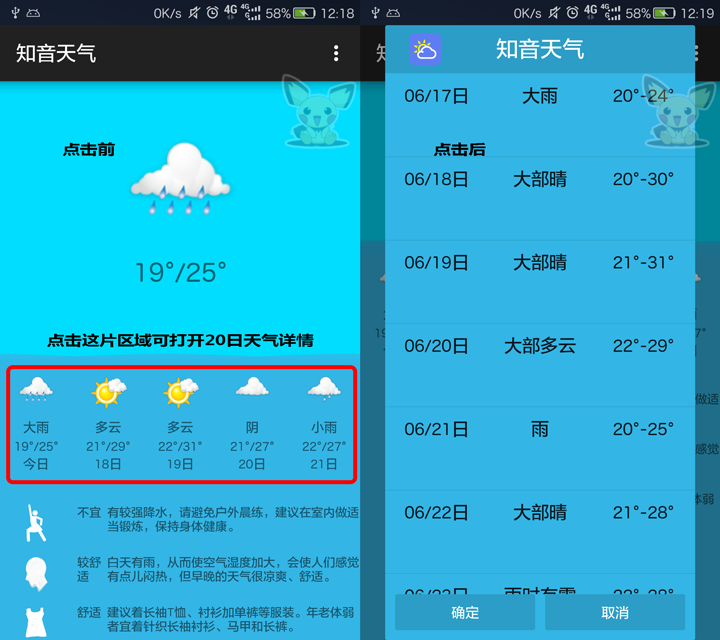 0K/s 4G 4G 58% 12:18
知音天气
点击前
19°/25°
点击这片区域可打开20日天气详情
大雨 多云 多云 阴 小雨
19°/25° 21°/29° 22°/31° 21°/27° 22°/27°
今日 18日 19日 20日 21日
不宜 有较强降水，请避免户外晨练，建议在室内做适
当锻炼，保持身体健康。
较舒适 白天有雨，从而使空气湿度加大，会使人们感觉
有点儿闷热，但早晚的天气很凉爽、舒适。
舒适 建议着长袖T恤、衬衫加单裤等服装。年老体弱
者宜着针织长袖衬衫、马甲和长裤。
0K/s 4G 4G 58% 12:19
知音天气
06/17日 大雨 20°-24°
点击后
06/18日 大部晴 20°-30°
06/19日 大部晴 21°-31°
06/20日 大部多云 22°-29°
06/21日 雨 20°-25°
06/22日 大部晴 21°-28°
确定 取消